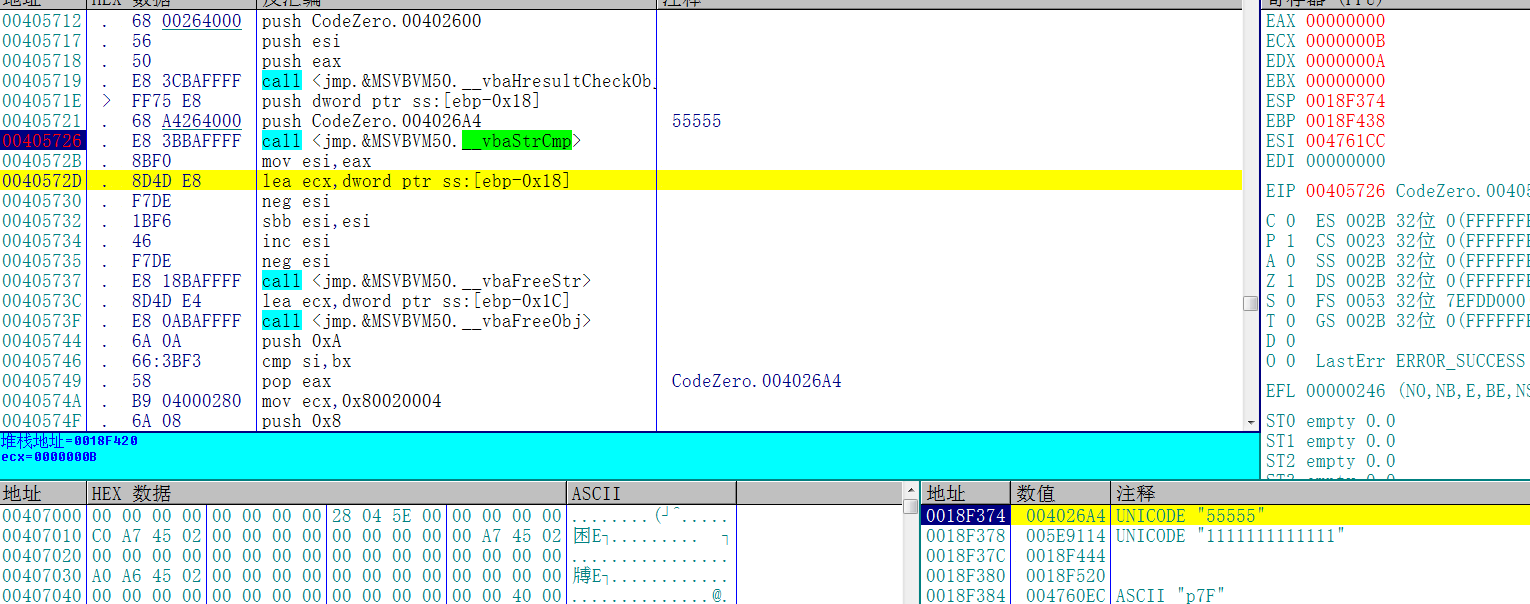 地址 HEX 数据 反汇编 注释 寄存器 (FPU)
00405712 . 68 00264000 push CodeZero.00402600
00405717 . 56 push esi
00405718 . 50 push eax
00405719 . E8 3CBAFFFF call <jmp.&MSVBVM50.__vbaHresultCheckOb
0040571E > FF75 E8 push dword ptr ss:[ebp-0x18]
00405721 . 68 A4264000 push CodeZero.004026A4 55555
00405726 . E8 3BBAFFFF call <jmp.&MSVBVM50.__vbaStrCmp>
0040572B . 8BF0 mov esi,eax
0040572D . 8D4D E8 lea ecx,dword ptr ss:[ebp-0x18]
00405730 . F7DE neg esi
00405732 . 1BF6 sbb esi,esi
00405734 . 46 inc esi
00405735 . F7DE neg esi
00405737 . E8 18BAFFFF call <jmp.&MSVBVM50.__vbaFreeStr>
0040573C . 8D4D E4 lea ecx,dword ptr ss:[ebp-0x1C]
0040573F . E8 0ABAFFFF call <jmp.&MSVBVM50.__vbaFreeObj>
00405744 . 6A 0A push 0xA
00405746 . 66:3BF3 cmp si,bx
00405749 . 58 pop eax CodeZero.004026A4
0040574A . B9 04000280 mov ecx,0x80020004
0040574F . 6A 08 push 0x8
EAX 00000000
ECX 0000000B
EDX 0000000A
EBX 00000000
ESP 0018F374
EBP 0018F438
ESI 004761CC
EDI 00000000
EIP 00405726 CodeZero.00405
C 0 ES 002B 32位 0(FFFFFFF
P 1 CS 0023 32位 0(FFFFFFF
A 0 SS 002B 32位 0(FFFFFFF
Z 1 DS 002B 32位 0(FFFFFFF
S 0 FS 0053 32位 7EFDD000
T 0 GS 002B 32位 0(FFFFFFF
D 0
O 0 LastErr ERROR_SUCCESS
EFL 00000246 (NO,NB,E,BE,NS
ST0 empty 0.0
ST1 empty 0.0
ST2 empty 0.0
堆栈地址=0018F420
ecx=0000000B
地址 HEX 数据 ASCII
00407000 00 00 00 00 00 00 00 00 28 04 5E 00 00 00 00 00 ........(┘^.....
00407010 C0 A7 45 02 00 00 00 00 00 00 00 00 00 A7 45 02 困E┐......... ┐
00407020 00 00 00 00 00 00 00 00 00 00 00 00 00 00 00 00 ................
00407030 A0 A6 45 02 00 00 00 00 00 00 00 00 00 00 00 00 E┐............
00407040 00 00 00 00 00 00 00 00 00 00 00 00 00 00 40 00 ..............@.
地址 数值 注释
0018F374 004026A4 UNICODE "55555"
0018F378 005E9114 UNICODE "1111111111111"
0018F37C 0018F444
0018F380 0018F520
0018F384 004760EC ASCII "p7F"